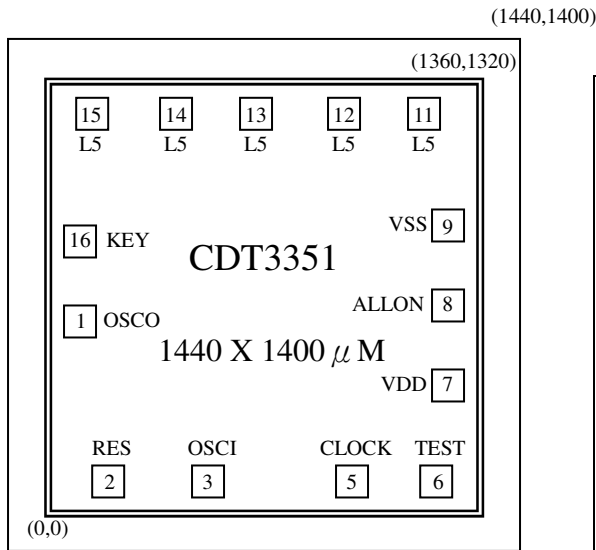 (1440,1400)
(1360,1320)
15 14 13 12 11
L5 L5 L5 L5 L5
VSS 9
16 KEY
CDT3351
ALLON 8
1 OSCO
1440 X 1400 μ M
VDD 7
RES OSCI CLOCK TEST
2 3 5 6
(0,0)